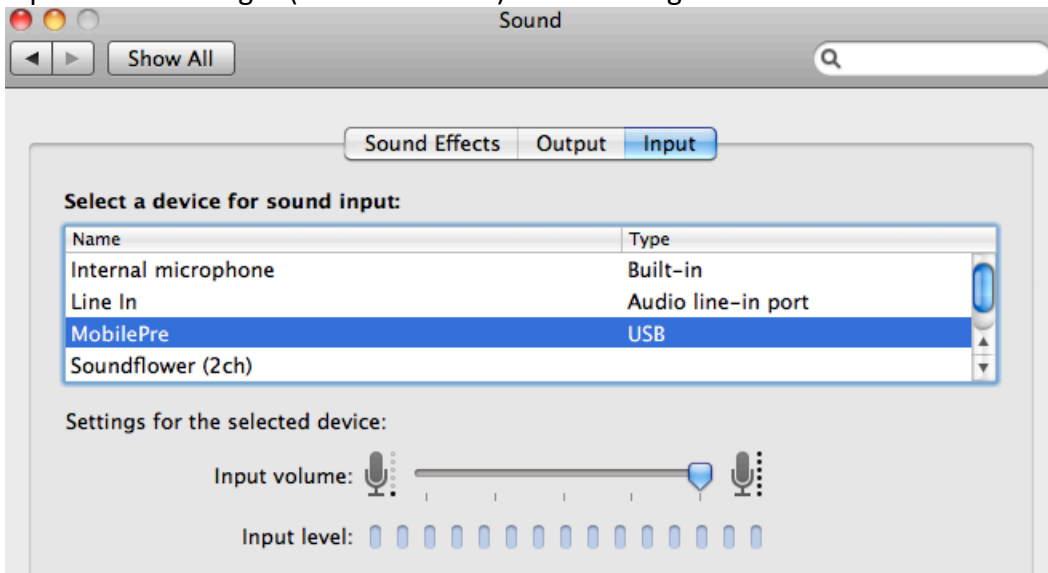 Sound
Show All
Sound Effects Output Input
Select a device for sound input:
Name Type
Internal microphone Built-in
Line In Audio line-in port
MobilePre USB
Soundflower (2ch)
Settings for the selected device:
Input volume:
Input level: